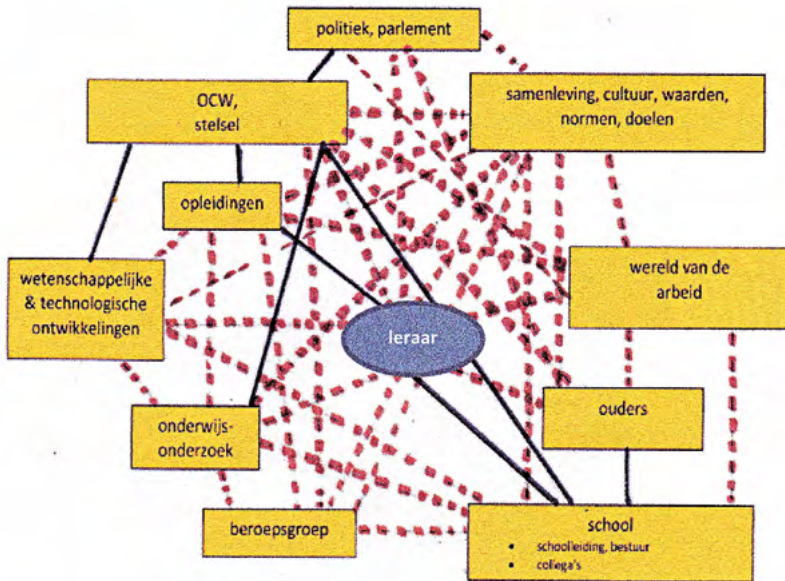 politiek, parlement
OCW,
stelsel
samenleving, cultuur, waarden,
normen, doelen
opleidingen
wetenschappelijke
& technologische
ontwikkelingen
wereld van de
arbeid
leraar
ouders
onderwijs-
onderzoek
beroepsgroep
school
• schoolleiding, bestuur
• collega's